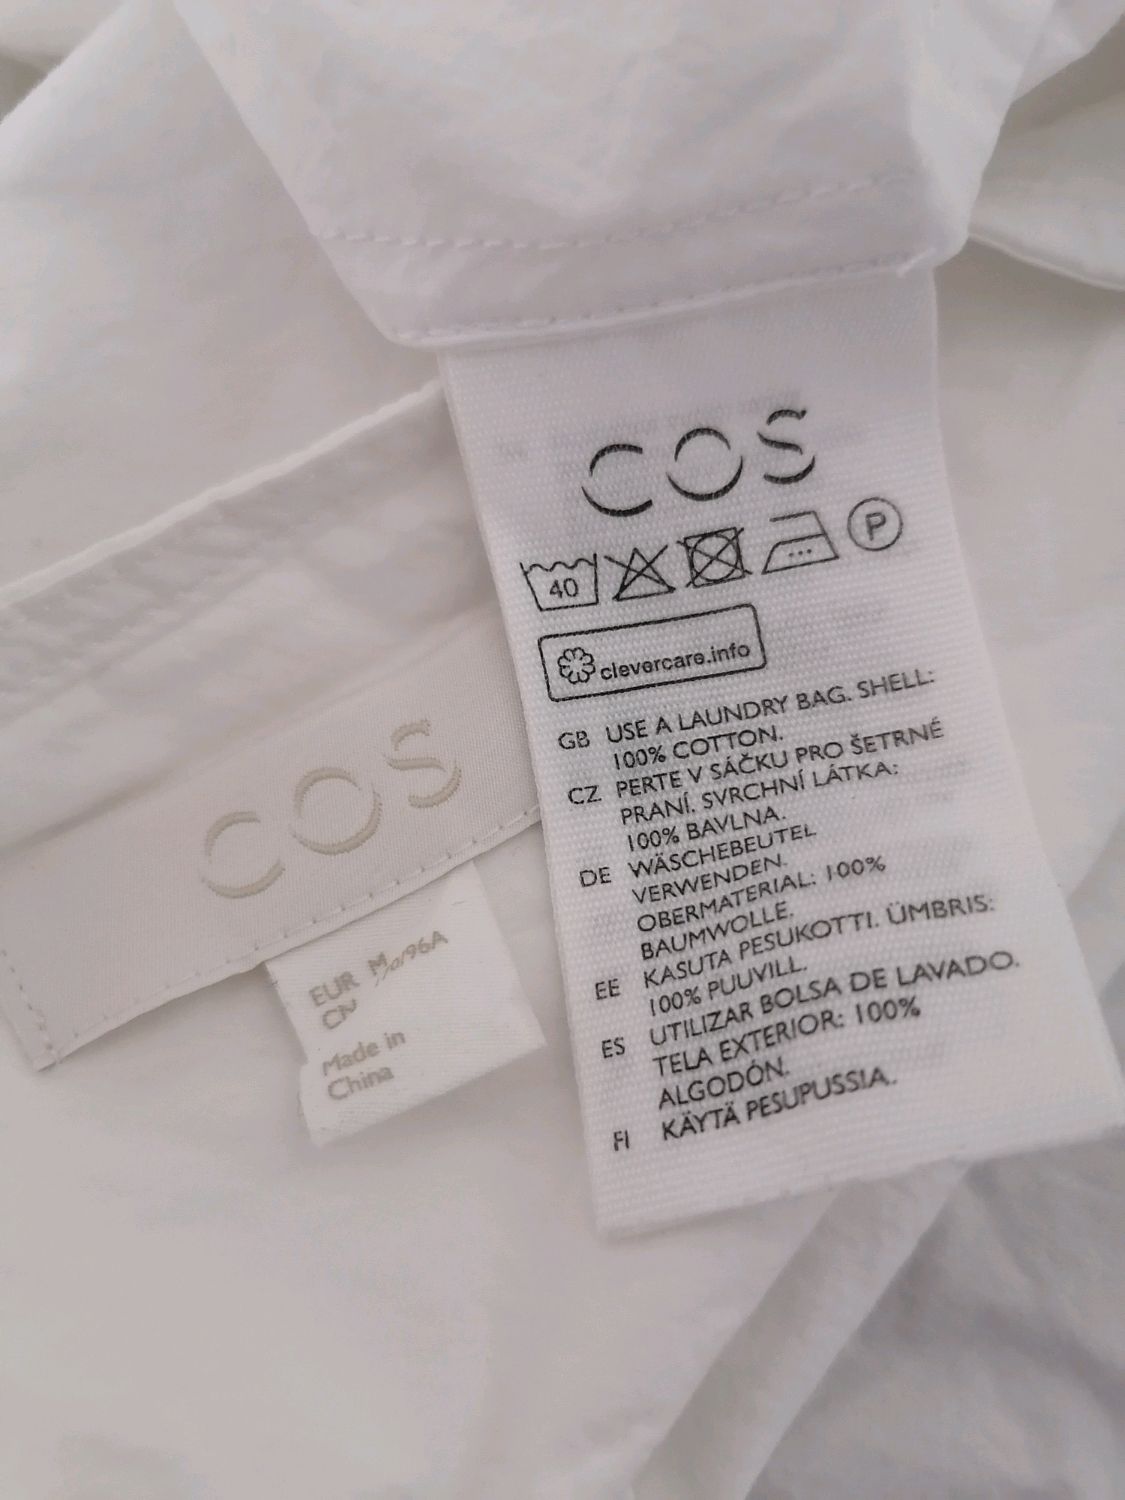 COS
40
P
clevercare.info
GB USE A LAUNDRY BAG. SHELL:
100% COTTON.
CZ PERTE V SÁČKU PRO ŠETRNÉ
PRANÍ. SVRCHNÍ LÁTKA:
100% BAVLNA.
DE WÄSCHEBEUTEL
VERWENDEN.
OBERMATERIAL: 100%
BAUMWOLLE.
EE KASUTA PESUKOTTI. ÜMBRIS:
100% PUUVILL.
ES UTILIZAR BOLSA DE LAVADO.
TELA EXTERIOR: 100%
ALGODÓN.
FI KÄYTÄ PESUPUSSIA.
COS
EUR M
CN
Made in
China